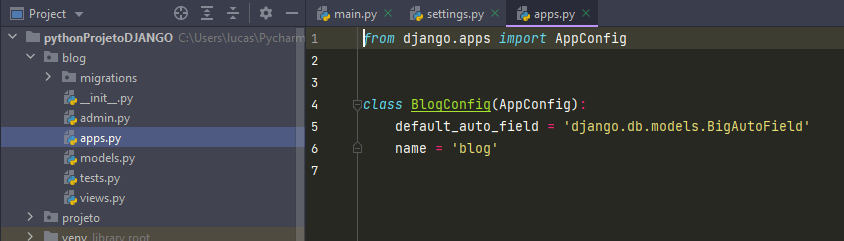 Project
main.py
settings.py
apps.py
pythonProjetoDJANGO C:\Users\lucas\Pycharm
blog
migrations
__init__.py
admin.py
apps.py
models.py
tests.py
views.py
projeto
venv library root
1 from django.apps import AppConfig
2
3
4 class BlogConfig(AppConfig):
5 default_auto_field = 'django.db.models.BigAutoField'
6 name = 'blog'
7